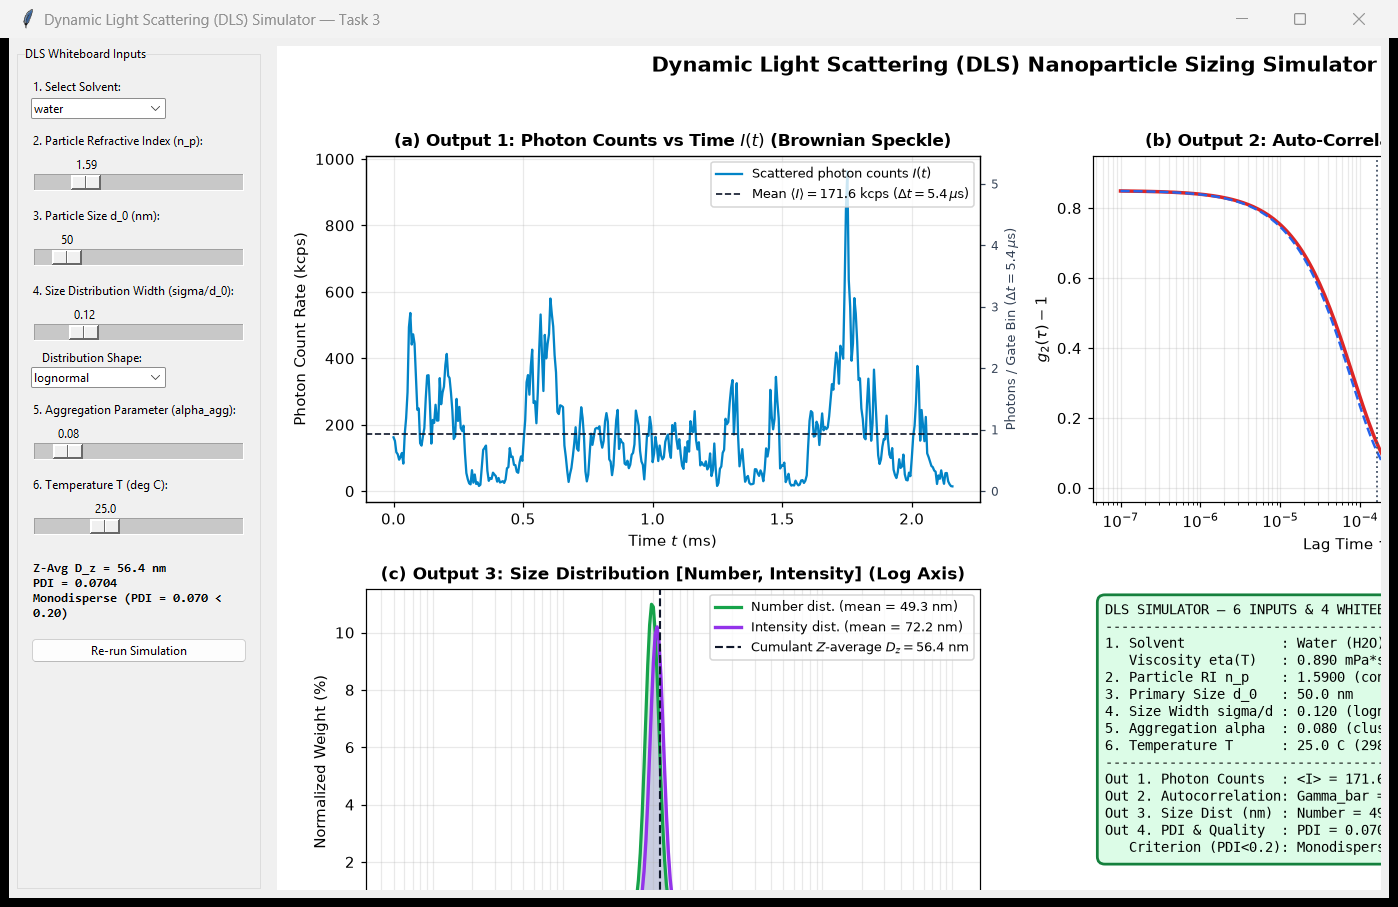 Dynamic Light Scattering (DLS) Simulator — Task 3
DLS Whiteboard Inputs
1. Select Solvent:
water
2. Particle Refractive Index (n_p):
1.59
3. Particle Size d_0 (nm):
50
4. Size Distribution Width (sigma/d_0):
0.12
Distribution Shape:
lognormal
5. Aggregation Parameter (alpha_agg):
0.08
6. Temperature T (deg C):
25.0
Z-Avg D_z = 56.4 nm
PDI = 0.0704
Monodisperse (PDI = 0.070 <
0.20)
Re-run Simulation
Dynamic Light Scattering (DLS) Nanoparticle Sizing Simulator
(a) Output 1: Photon Counts vs Time I(t) (Brownian Speckle)
Scattered photon counts I(t)
Mean ⟨I⟩ = 171.6 kcps (Δt = 5.4 μs)
Photon Count Rate (kcps)
1000
800
600
400
200
0
0.0 0.5 1.0 1.5 2.0
Time t (ms)
5
4
3
2
1
0
Photons / Gate Bin (Δt = 5.4 μs)
(b) Output 2: Auto-Correl
g₂(τ) − 1
0.8
0.6
0.4
0.2
0.0
10⁻⁷ 10⁻⁶ 10⁻⁵ 10⁻⁴
Lag Time
(c) Output 3: Size Distribution [Number, Intensity] (Log Axis)
Number dist. (mean = 49.3 nm)
Intensity dist. (mean = 72.2 nm)
Cumulant Z-average D_z = 56.4 nm
Normalized Weight (%)
10
8
6
4
2
DLS SIMULATOR — 6 INPUTS & 4 WHITEB
--------------------------------------------
1. Solvent : Water (H2O)
Viscosity eta(T) : 0.890 mPa*s
2. Particle RI n_p : 1.5900 (con
3. Primary Size d_0 : 50.0 nm
4. Size Width sigma/d : 0.120 (logn
5. Aggregation alpha : 0.080 (clus
6. Temperature T : 25.0 C (298
--------------------------------------------
Out 1. Photon Counts : <I> = 171.6
Out 2. Autocorrelation: Gamma_bar =
Out 3. Size Dist (nm) : Number = 49
Out 4. PDI & Quality : PDI = 0.070
Criterion (PDI<0.2): Monodispers